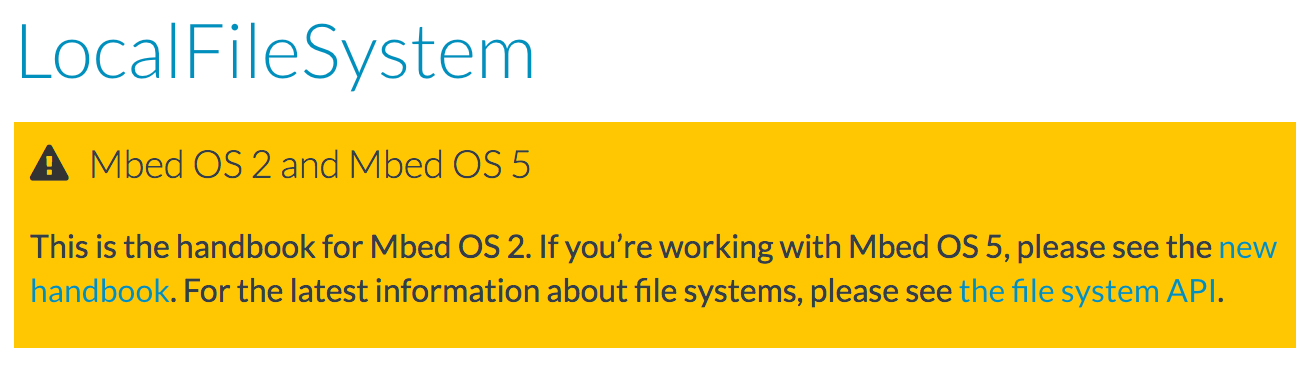 LocalFileSystem
Mbed OS 2 and Mbed OS 5
This is the handbook for Mbed OS 2. If you’re working with Mbed OS 5, please see the new
handbook. For the latest information about file systems, please see the file system API.